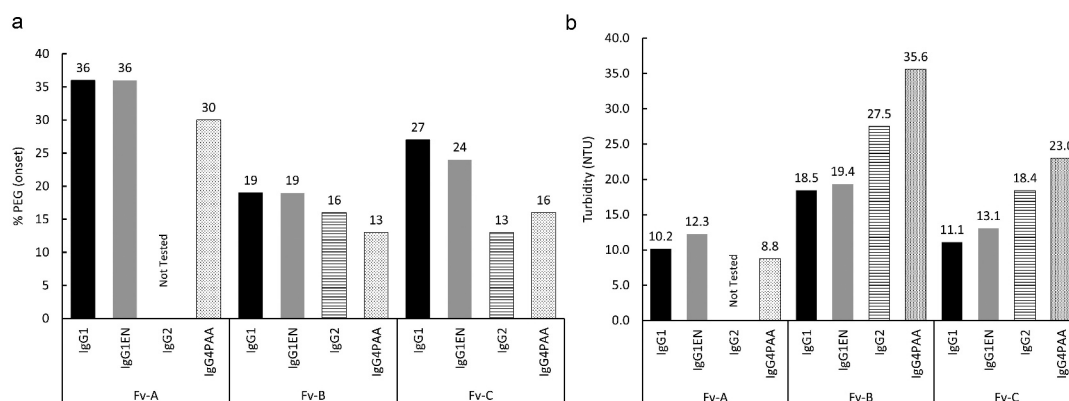 a
% PEG (onset)
40
35
30
25
20
15
10
5
0
36
36
Not Tested
30
19
19
16
13
27
24
13
16
IgG1
IgG1EN
IgG2
IgG4PAA
IgG1
IgG1EN
IgG2
IgG4PAA
IgG1
IgG1EN
IgG2
IgG4PAA
Fv-A
Fv-B
Fv-C
b
Turbidity (NTU)
40.0
35.0
30.0
25.0
20.0
15.0
10.0
5.0
0.0
10.2
12.3
Not Tested
8.8
18.5
19.4
27.5
35.6
11.1
13.1
18.4
23.0
IgG1
IgG1EN
IgG2
IgG4PAA
IgG1
IgG1EN
IgG2
IgG4PAA
IgG1
IgG1EN
IgG2
IgG4PAA
Fv-A
Fv-B
Fv-C